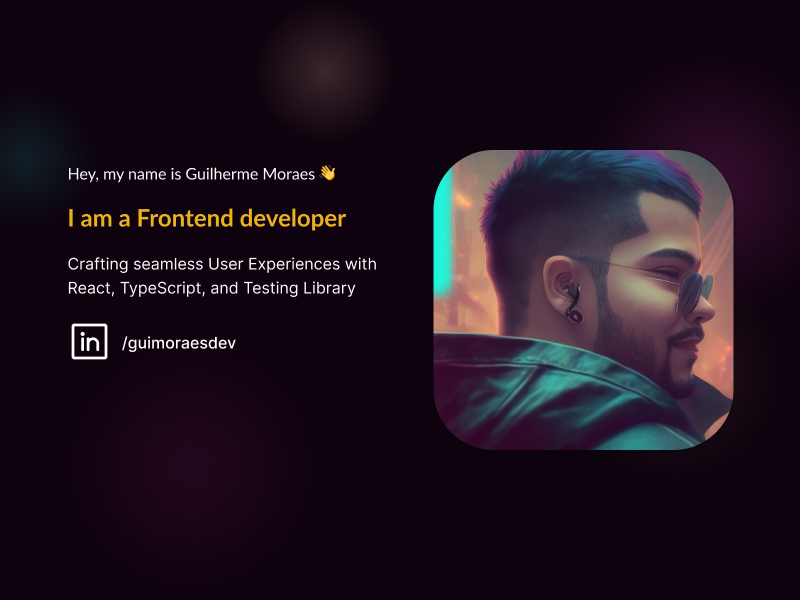 Hey, my name is Guilherme Moraes 👋
I am a Frontend developer
Crafting seamless User Experiences with
React, TypeScript, and Testing Library
in /guimoraesdev